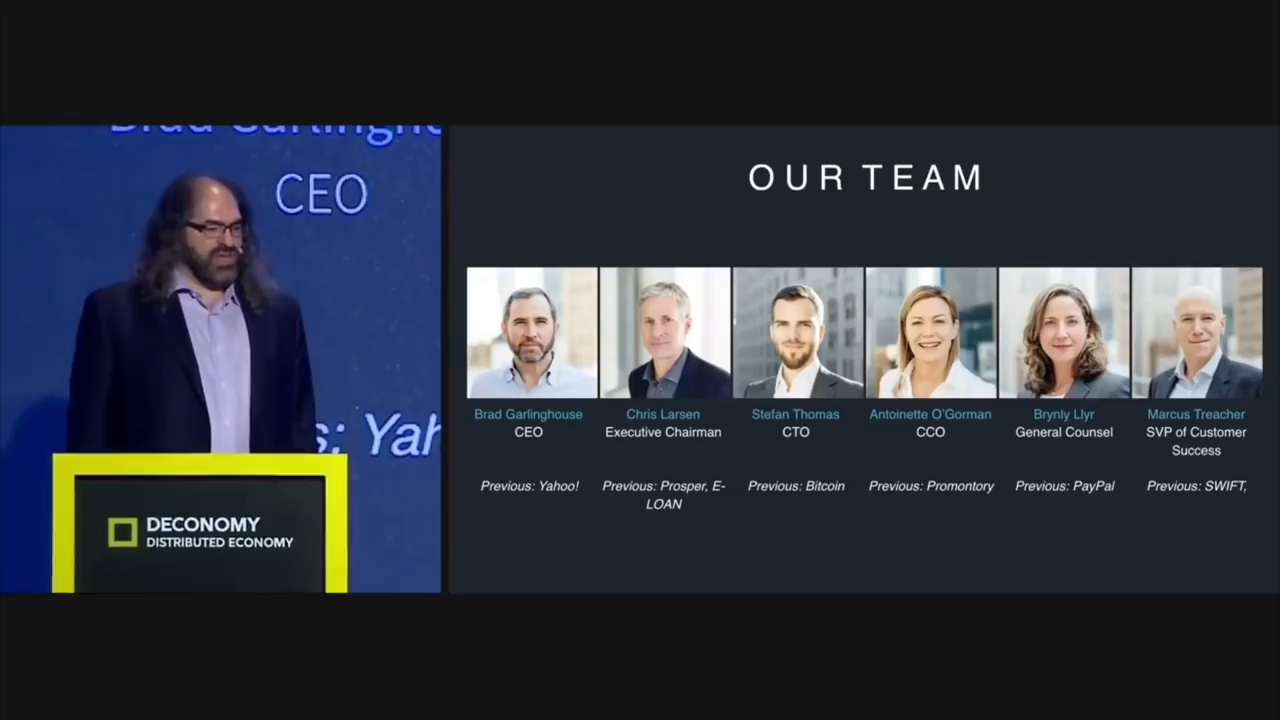 CEO
DECONOMY
DISTRIBUTED ECONOMY
OUR TEAM
Brad Garlinghouse
CEO
Previous: Yahoo!
Chris Larsen
Executive Chairman
Previous: Prosper, E-
LOAN
Stefan Thomas
CTO
Previous: Bitcoin
Antoinette O'Gorman
CCO
Previous: Promontory
Brynly Llyr
General Counsel
Previous: PayPal
Marcus Treacher
SVP of Customer
Success
Previous: SWIFT,